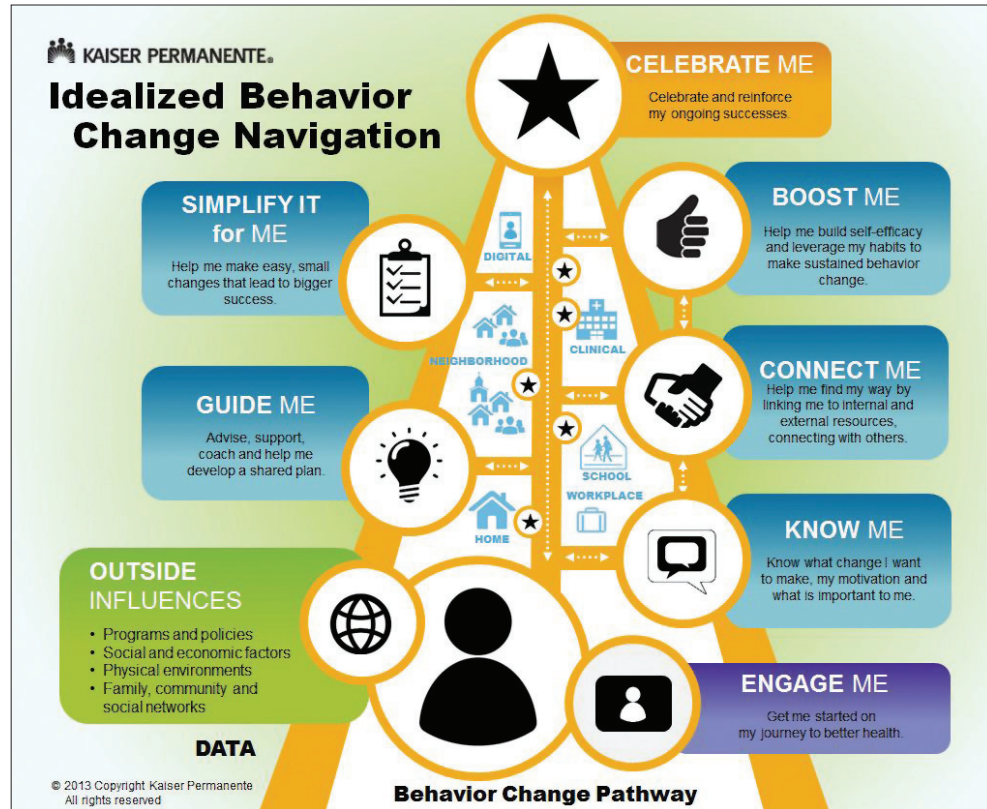 KAISER PERMANENTE®
Idealized Behavior
Change Navigation
CELEBRATE ME
Celebrate and reinforce
my ongoing successes.
SIMPLIFY IT
for ME
Help me make easy, small
changes that lead to bigger
success.
DIGITAL
BOOST ME
Help me build self-efficacy
and leverage my habits to
make sustained behavior
change.
NEIGHBORHOOD
CLINICAL
GUIDE ME
Advise, support,
coach and help me
develop a shared plan.
CONNECT ME
Help me find my way by
linking me to internal and
external resources,
connecting with others.
SCHOOL
WORKPLACE
HOME
KNOW ME
Know what change I want
to make, my motivation and
what is important to me.
OUTSIDE
INFLUENCES
• Programs and policies
• Social and economic factors
• Physical environments
• Family, community and
social networks
ENGAGE ME
Get me started on
my journey to better health.
DATA
© 2013 Copyright Kaiser Permanente
All rights reserved
Behavior Change Pathway